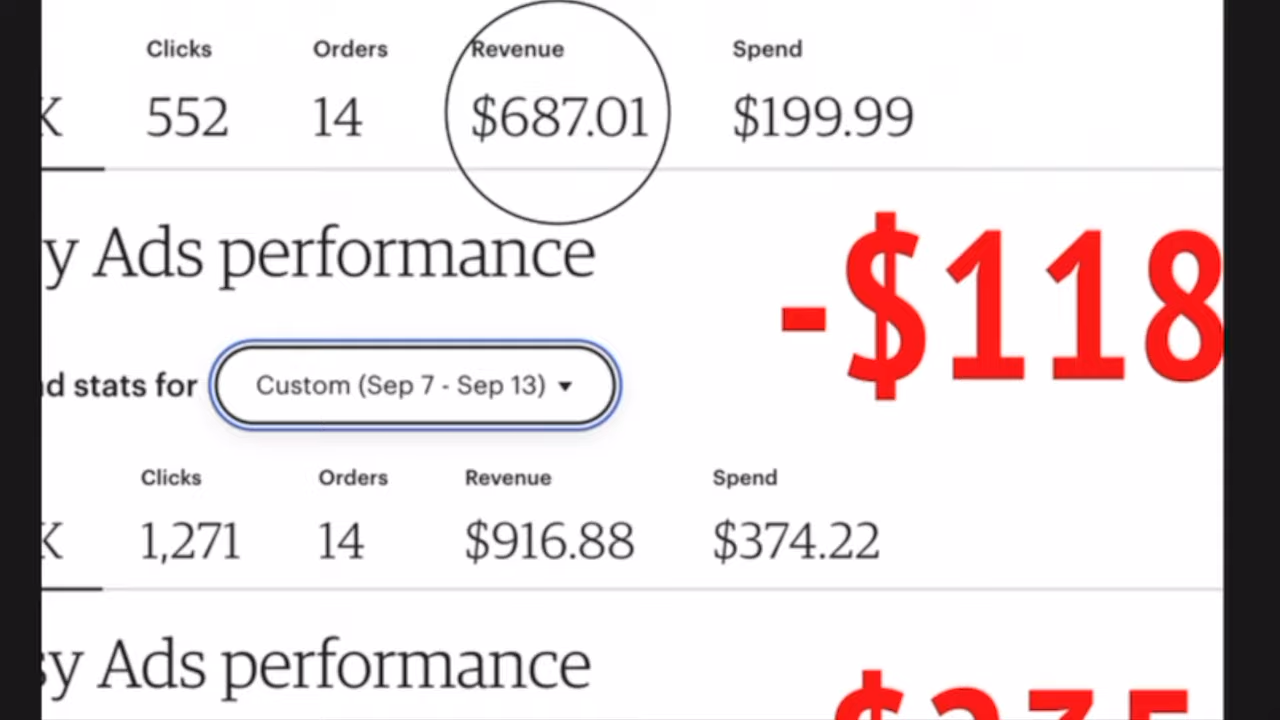 Clicks Orders Revenue Spend
K 552 14 $687.01 $199.99
y Ads performance
-$118
d stats for Custom (Sep 7 - Sep 13)
Clicks Orders Revenue Spend
K 1,271 14 $916.88 $374.22
sy Ads performance